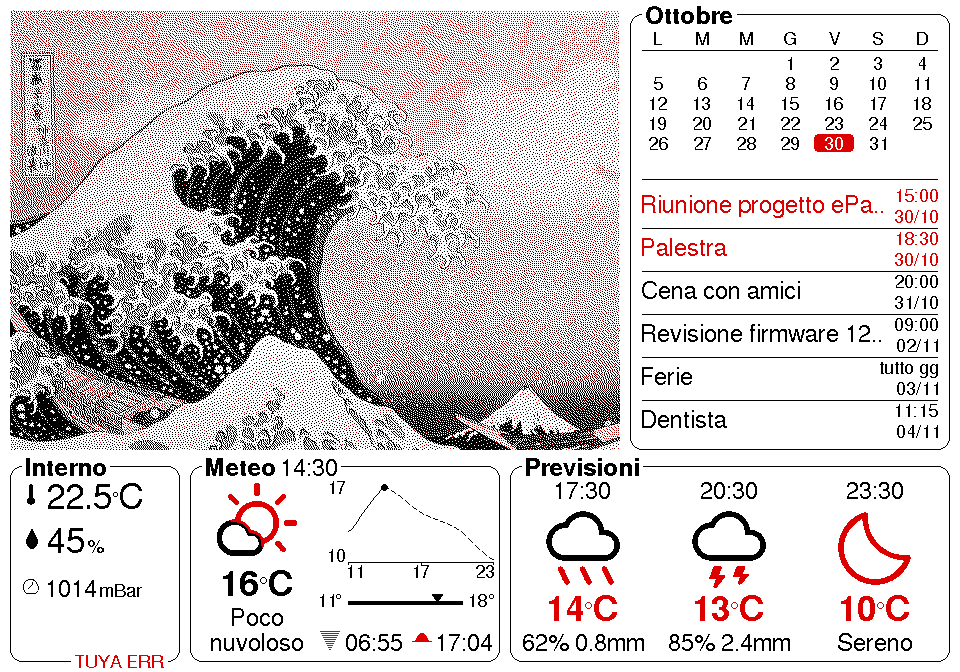 Ottobre
L M M G V S D
1 2 3 4
5 6 7 8 9 10 11
12 13 14 15 16 17 18
19 20 21 22 23 24 25
26 27 28 29 30 31
Riunione progetto ePa.. 15:00 30/10
Palestra 18:30 30/10
Cena con amici 20:00 31/10
Revisione firmware 12.. 09:00 02/11
Ferie tutto gg 03/11
Dentista 11:15 04/11
Interno
22.5°C
45%
1014 mBar
TUYA ERR
Meteo 14:30
17
10
11 17 23
16°C
Poco
nuvoloso
11° 18°
06:55 17:04
Previsioni
17:30 20:30 23:30
14°C 13°C 10°C
62% 0.8mm 85% 2.4mm Sereno